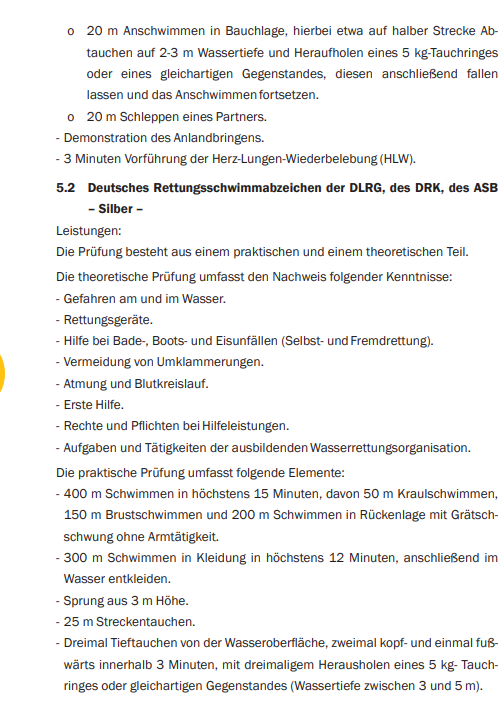 o 20 m Anschwimmen in Bauchlage, hierbei etwa auf halber Strecke Ab-
tauchen auf 2-3 m Wassertiefe und Heraufholen eines 5 kg-Tauchringes
oder eines gleichartigen Gegenstandes, diesen anschließend fallen
lassen und das Anschwimmen fortsetzen.
o 20 m Schleppen eines Partners.
- Demonstration des Anlandbringens.
- 3 Minuten Vorführung der Herz-Lungen-Wiederbelebung (HLW).
5.2 Deutsches Rettungsschwimmabzeichen der DLRG, des DRK, des ASB
– Silber –
Leistungen:
Die Prüfung besteht aus einem praktischen und einem theoretischen Teil.
Die theoretische Prüfung umfasst den Nachweis folgender Kenntnisse:
- Gefahren am und im Wasser.
- Rettungsgeräte.
- Hilfe bei Bade-, Boots- und Eisunfällen (Selbst- und Fremdrettung).
- Vermeidung von Umklammerungen.
- Atmung und Blutkreislauf.
- Erste Hilfe.
- Rechte und Pflichten bei Hilfeleistungen.
- Aufgaben und Tätigkeiten der ausbildenden Wasserrettungsorganisation.
Die praktische Prüfung umfasst folgende Elemente:
- 400 m Schwimmen in höchstens 15 Minuten, davon 50 m Kraulschwimmen,
150 m Brustschwimmen und 200 m Schwimmen in Rückenlage mit Grätsch-
schwung ohne Armtätigkeit.
- 300 m Schwimmen in Kleidung in höchstens 12 Minuten, anschließend im
Wasser entkleiden.
- Sprung aus 3 m Höhe.
- 25 m Streckentauchen.
- Dreimal Tieftauchen von der Wasseroberfläche, zweimal kopf- und einmal fuß-
wärts innerhalb 3 Minuten, mit dreimaligem Herausholen eines 5 kg- Tauch-
ringes oder gleichartigen Gegenstandes (Wassertiefe zwischen 3 und 5 m).